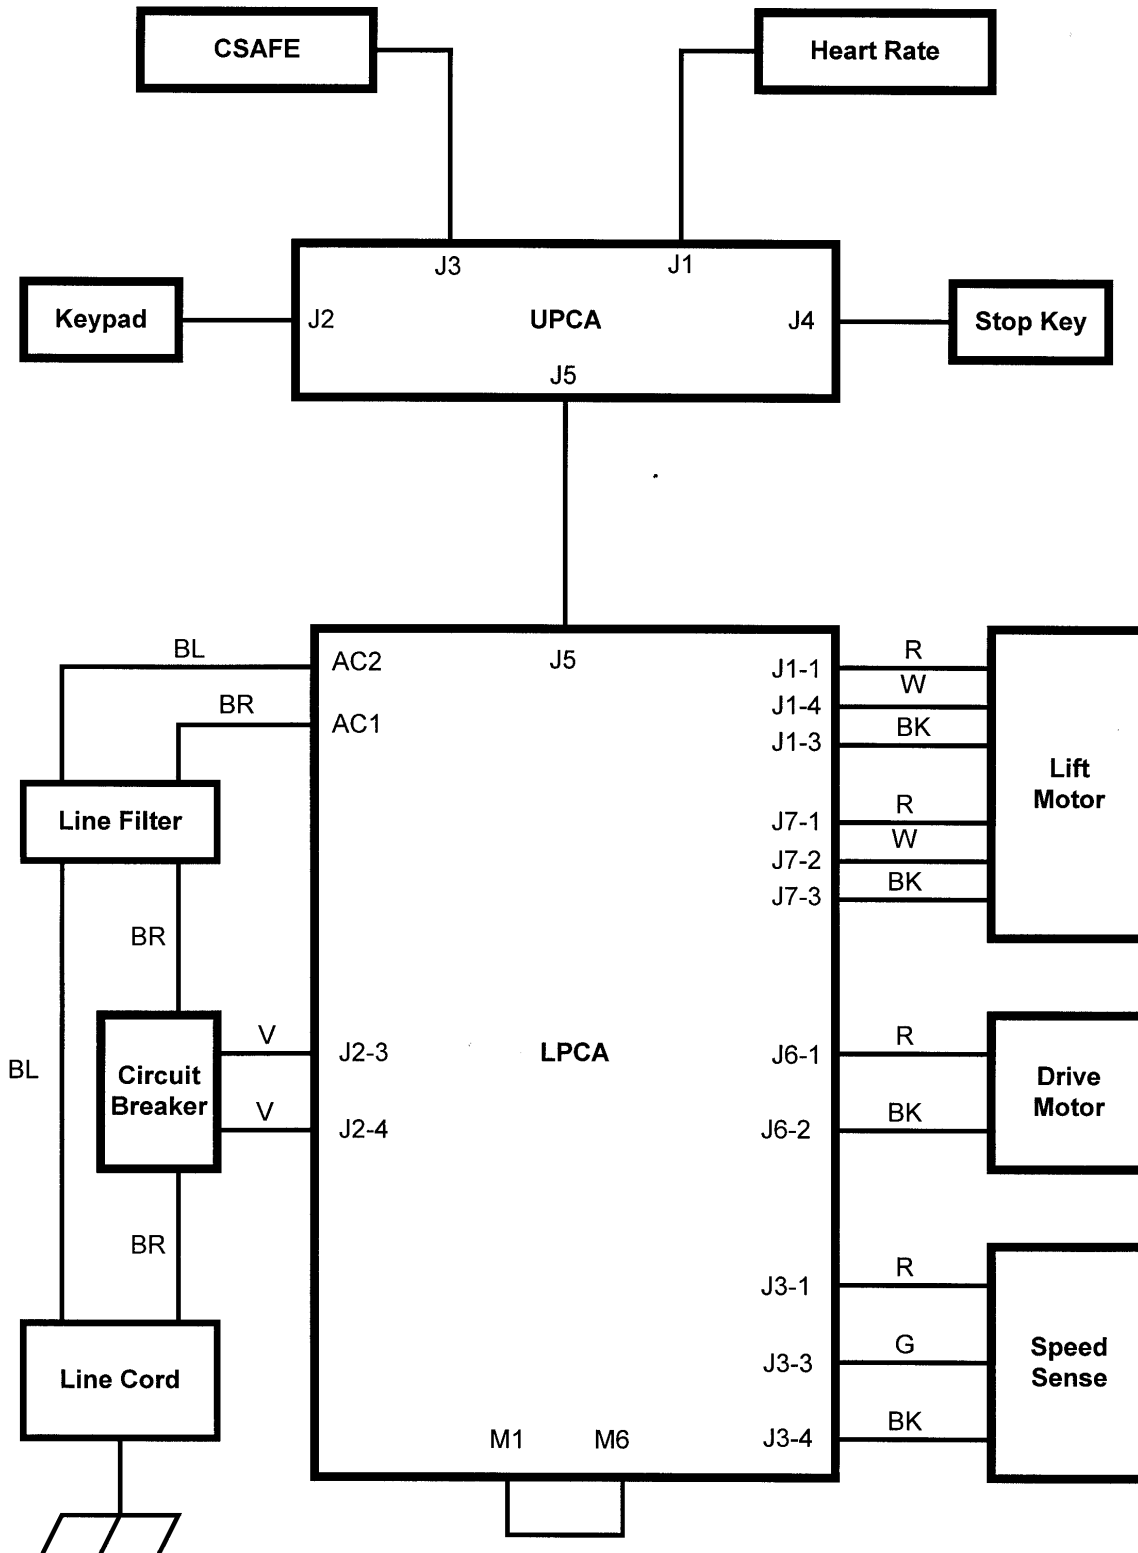 CSAFE
Heart Rate
J3
J1
Keypad
J2
UPCA
J4
Stop Key
J5
BL
AC2
J5
J1-1
R
W
BR
AC1
J1-4
BK
J1-3
Lift
Motor
Line Filter
J7-1
R
W
J7-2
BK
J7-3
BR
V
J2-3
LPCA
J6-1
R
BL
Circuit
Breaker
Drive
Motor
V
J2-4
J6-2
BK
BR
J3-1
R
G
J3-3
Speed
Sense
Line Cord
BK
M1
M6
J3-4